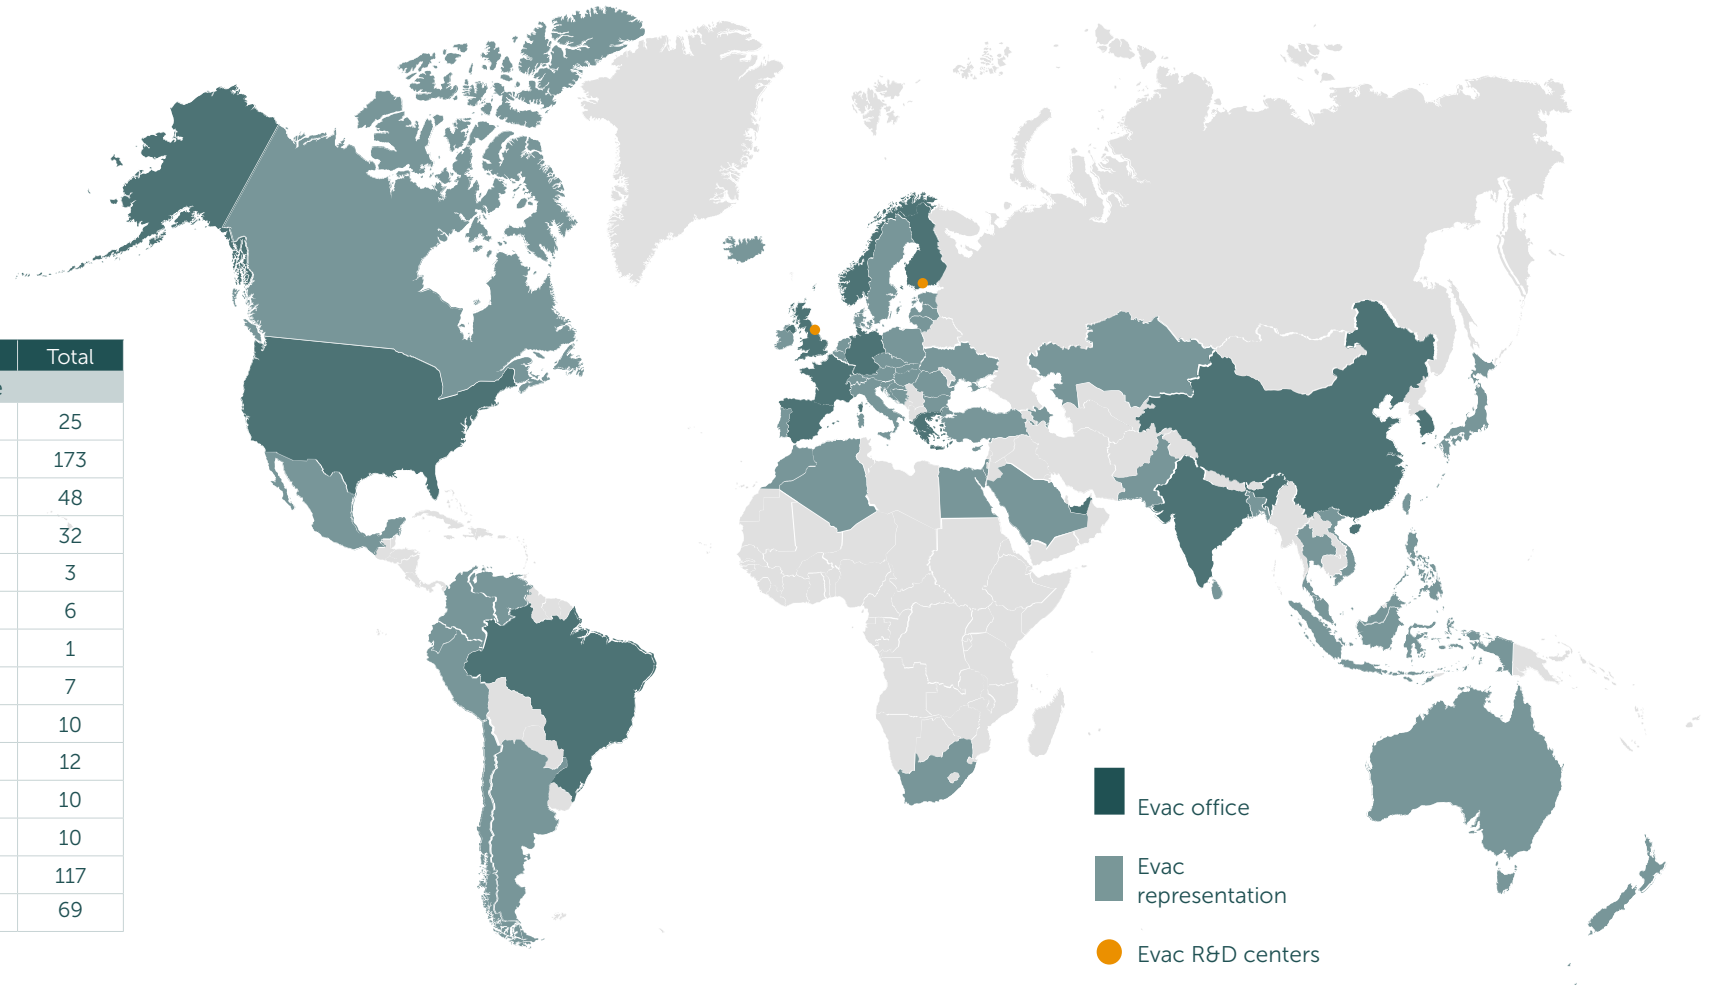 Total
e
25
173
48
32
3
6
1
7
10
12
10
10
117
69
Evac office
Evac
representation
Evac R&D centers